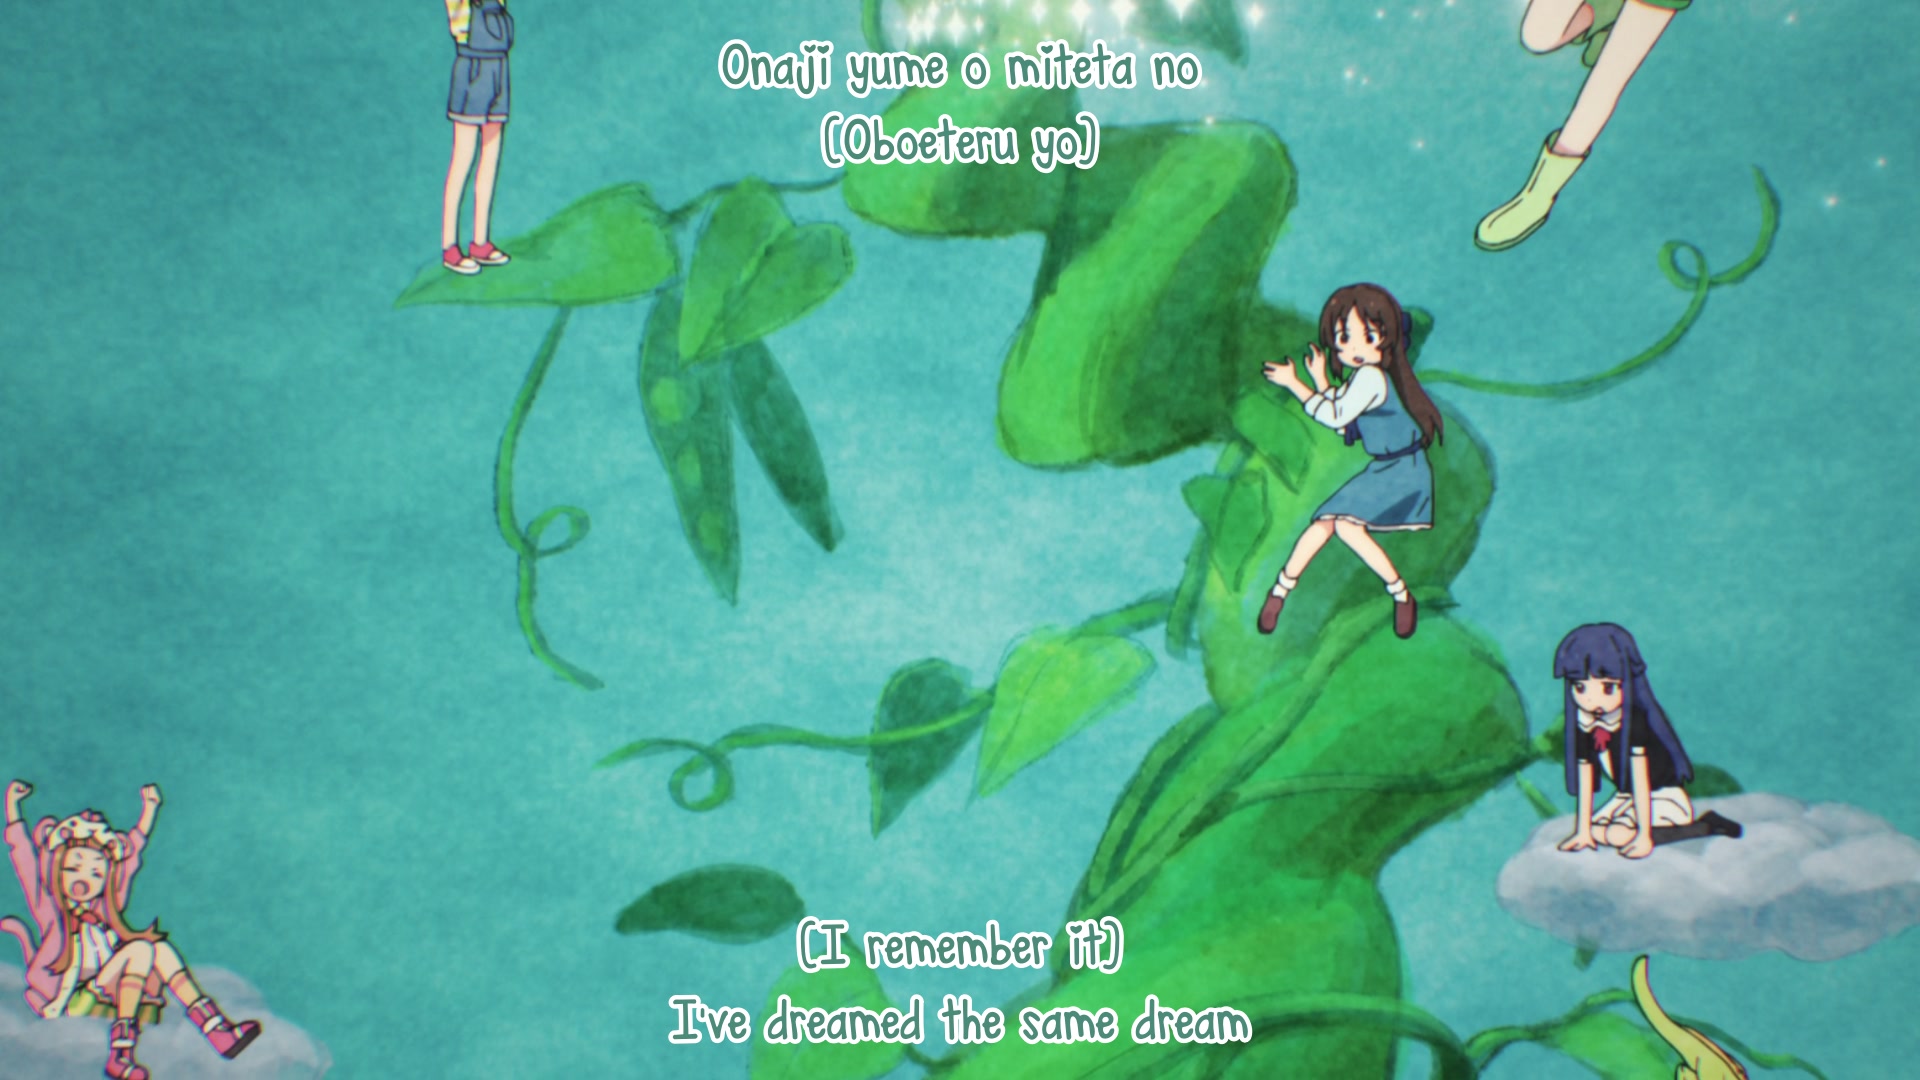 Onaji yume o miteta no
(Oboeteru yo)
(I remember it)
I've dreamed the same dream